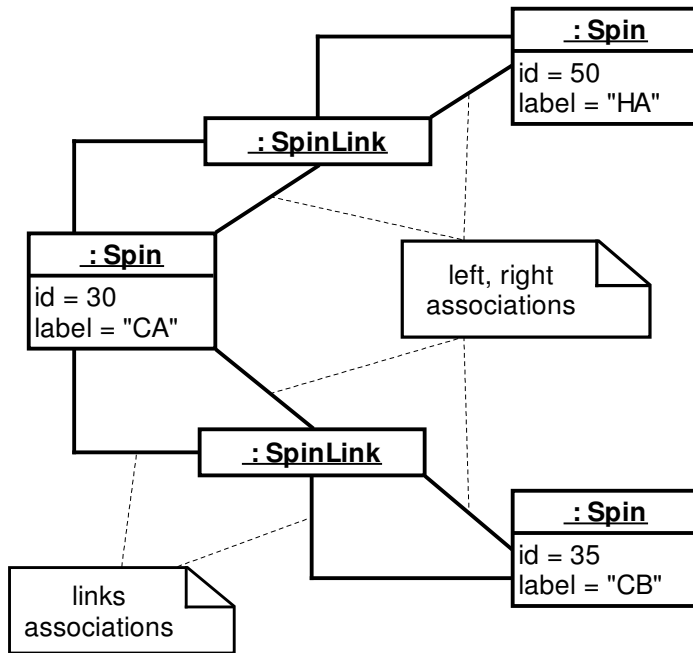 : Spin
id = 50
label = "HA"
: SpinLink
: Spin
id = 30
label = "CA"
left, right
associations
: SpinLink
: Spin
id = 35
label = "CB"
links
associations